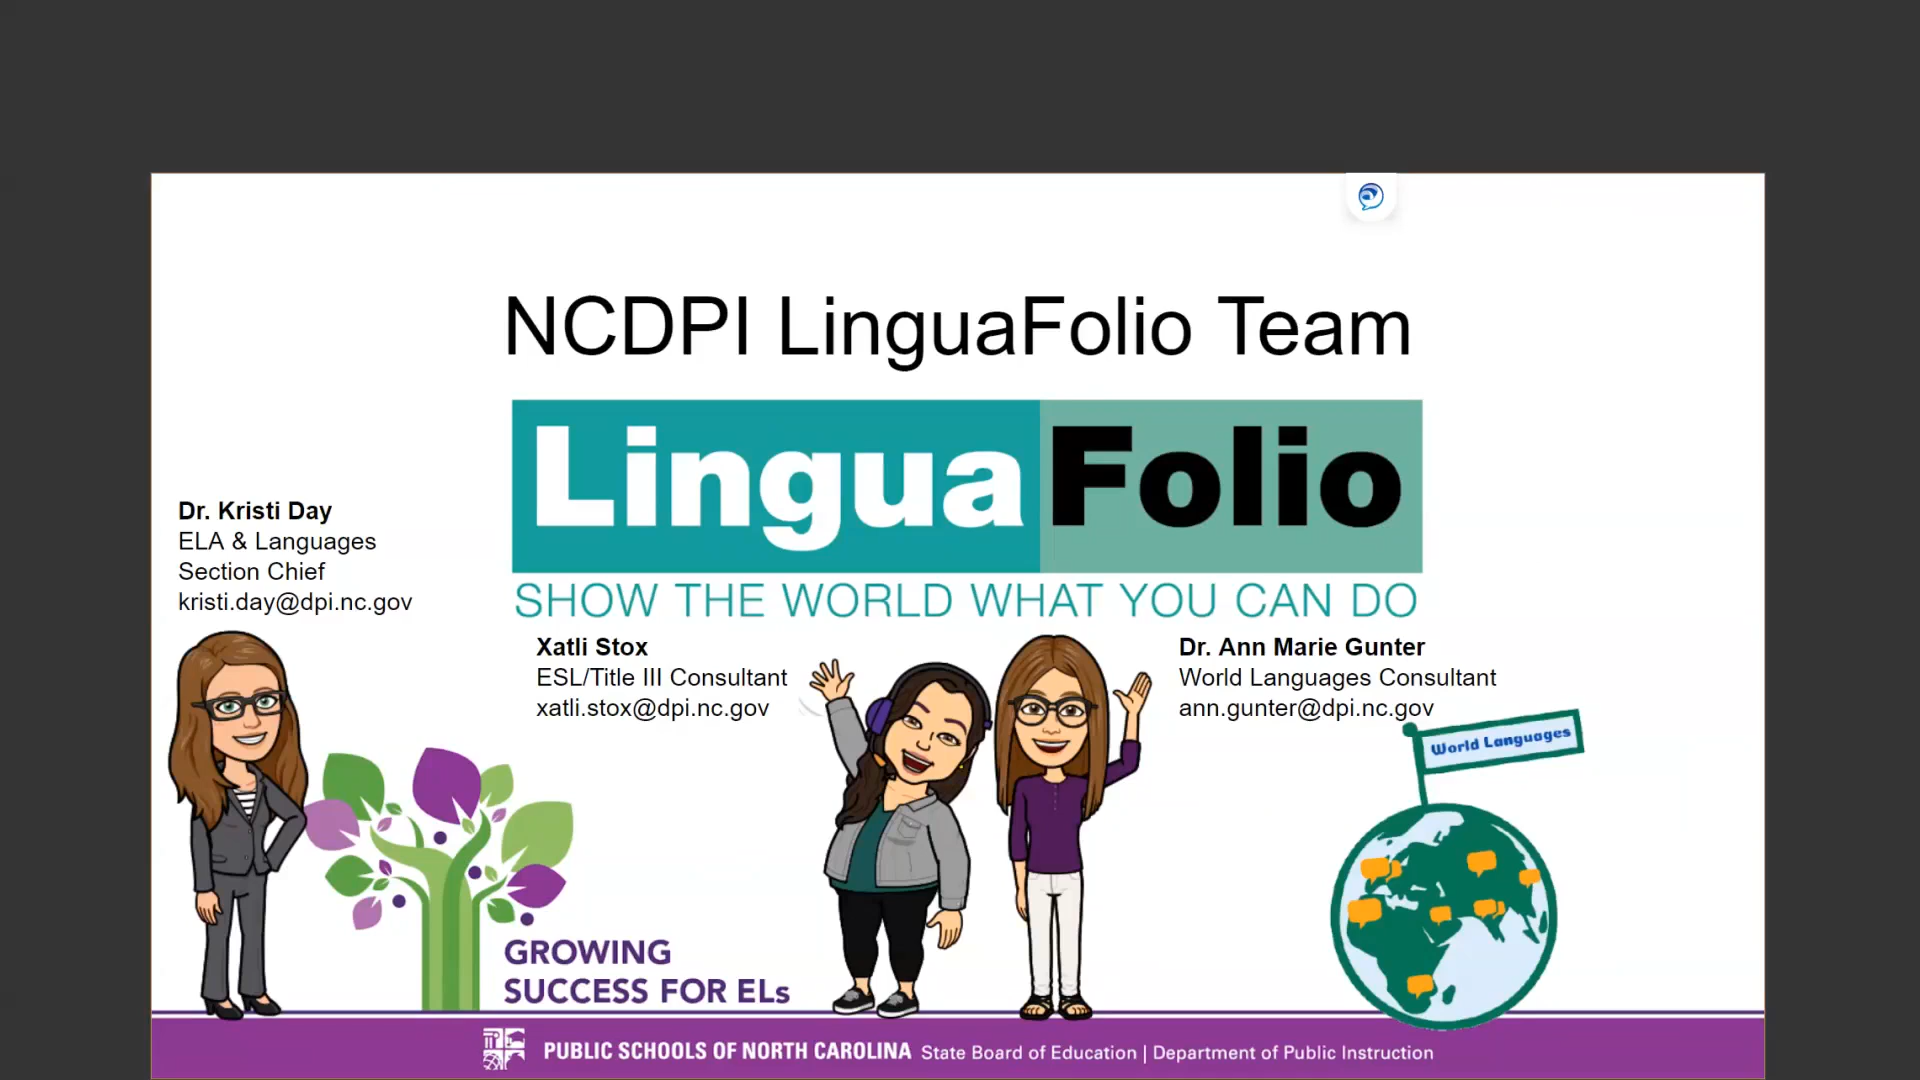 NCDPI LinguaFolio Team
LinguaFolio
SHOW THE WORLD WHAT YOU CAN DO
Dr. Kristi Day
ELA & Languages
Section Chief
kristi.day@dpi.nc.gov
Xatli Stox
ESL/Title III Consultant
xatli.stox@dpi.nc.gov
Dr. Ann Marie Gunter
World Languages Consultant
ann.gunter@dpi.nc.gov
World Languages
GROWING
SUCCESS FOR ELs
PUBLIC SCHOOLS OF NORTH CAROLINA State Board of Education | Department of Public Instruction